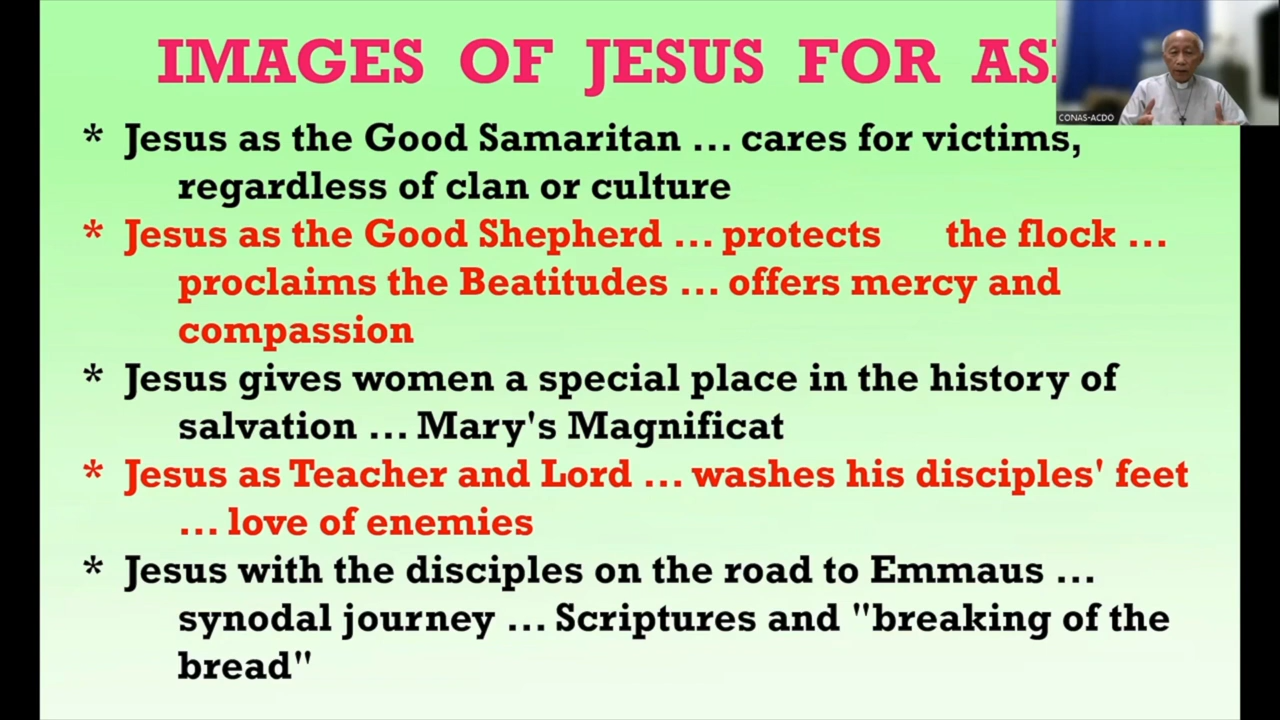 IMAGES OF JESUS FOR
CONAS-ACDO
* Jesus as the Good Samaritan ... cares for victims,
regardless of clan or culture
* Jesus as the Good Shepherd ... protects the flock ...
proclaims the Beatitudes ... offers mercy and
compassion
* Jesus gives women a special place in the history of
salvation ... Mary's Magnificat
* Jesus as Teacher and Lord ... washes his disciples' feet
... love of enemies
* Jesus with the disciples on the road to Emmaus ...
synodal journey ... Scriptures and "breaking of the
bread"